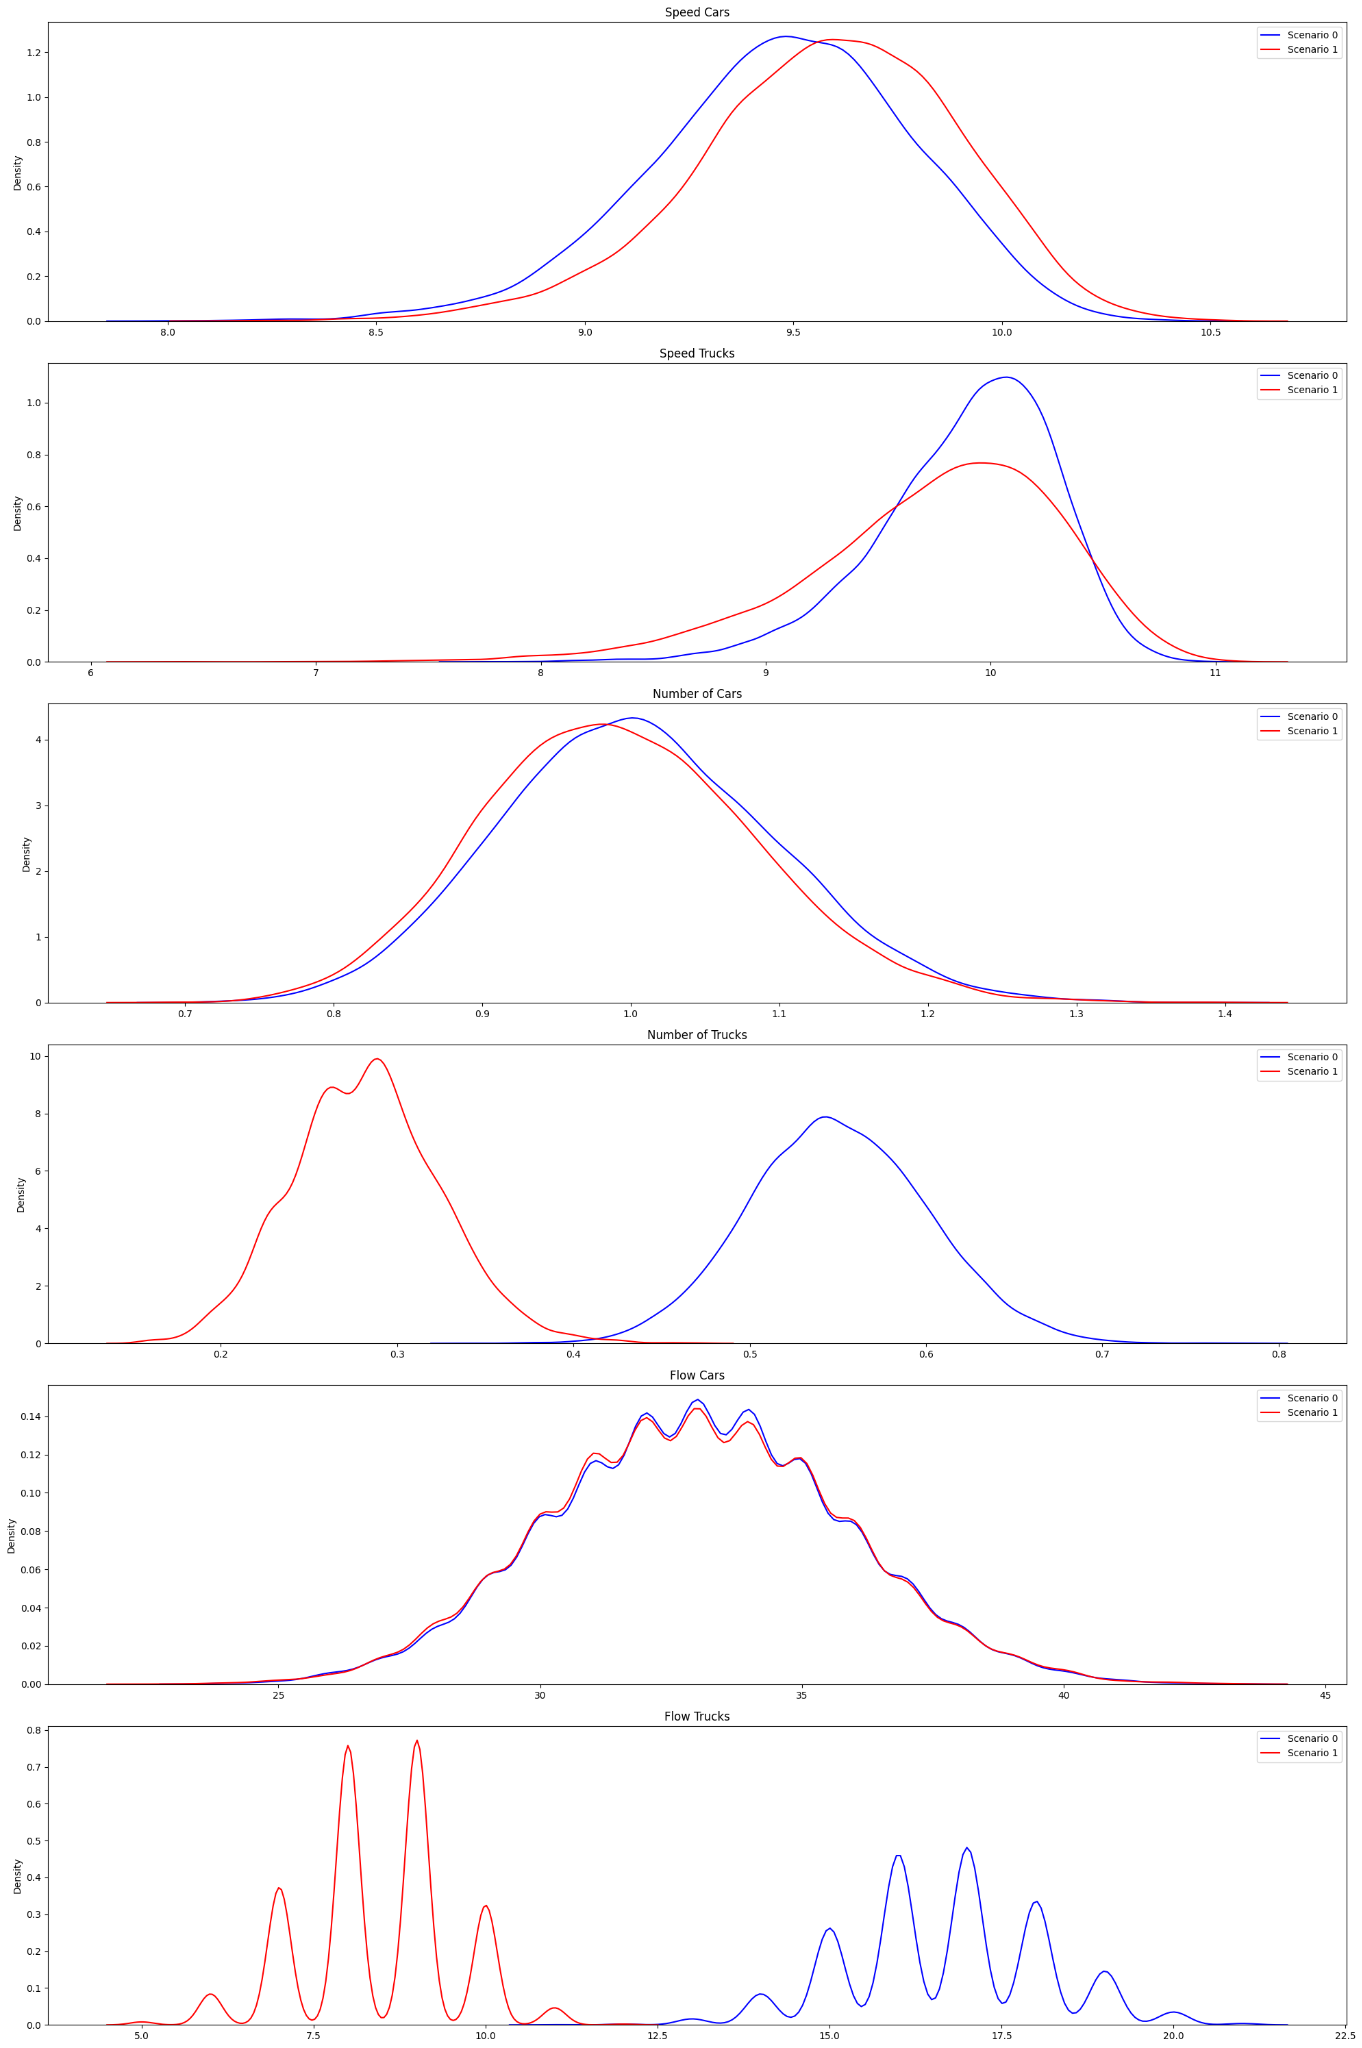 Speed Cars
Scenario 0
Scenario 1
Density
1.2
1.0
0.8
0.6
0.4
0.2
0.0
8.0 8.5 9.0 9.5 10.0 10.5
Speed Trucks
Scenario 0
Scenario 1
Density
1.0
0.8
0.6
0.4
0.2
0.0
6 7 8 9 10 11
Number of Cars
Scenario 0
Scenario 1
Density
4
3
2
1
0
0.7 0.8 0.9 1.0 1.1 1.2 1.3 1.4
Number of Trucks
Scenario 0
Scenario 1
Density
10
8
6
4
2
0
0.2 0.3 0.4 0.5 0.6 0.7 0.8
Flow Cars
Scenario 0
Scenario 1
Density
0.14
0.12
0.10
0.08
0.06
0.04
0.02
0.00
25 30 35 40 45
Flow Trucks
Scenario 0
Scenario 1
Density
0.8
0.7
0.6
0.5
0.4
0.3
0.2
0.1
0.0
5.0 7.5 10.0 12.5 15.0 17.5 20.0 22.5